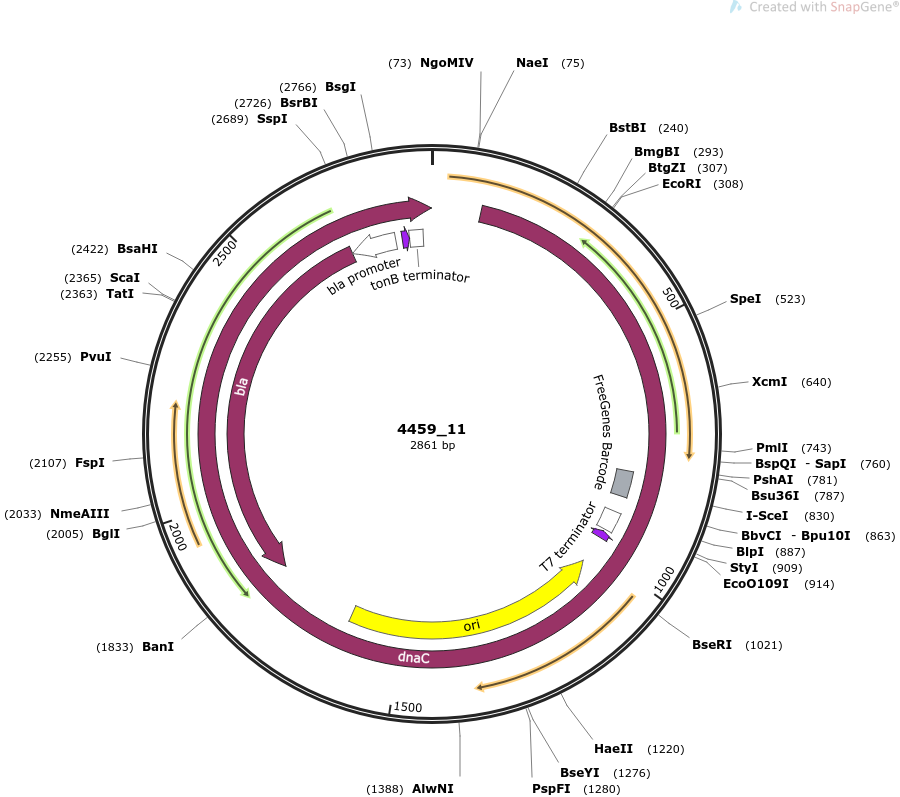 Created with SnapGene®
(73) NgoMIV
NaeI (75)
(2766) BsgI
(2726) BsrBI
(2689) SspI
BstBI (240)
BmgBI (293)
BtgZI (307)
EcoRI (308)
(2422) BsaHI
(2365) ScaI
(2363) TatI
2500
bla promoter
tonB terminator
500
SpeI (523)
(2255) PvuI
bla
XcmI (640)
FreeGenes Barcode
4459_11
2861 bp
PmlI (743)
BspQI - SapI (760)
PshAI (781)
Bsu36I (787)
(2107) FspI
I-SceI (830)
(2033) NmeAIII
(2005) BglI
2000
T7 terminator
BbvCI - Bpu10I (863)
BlpI (887)
StyI (909)
EcoO109I (914)
1000
ori
(1833) BanI
BseRI (1021)
dnaC
1500
HaeII (1220)
BseYI (1276)
(1388) AlwNI
PspFI (1280)